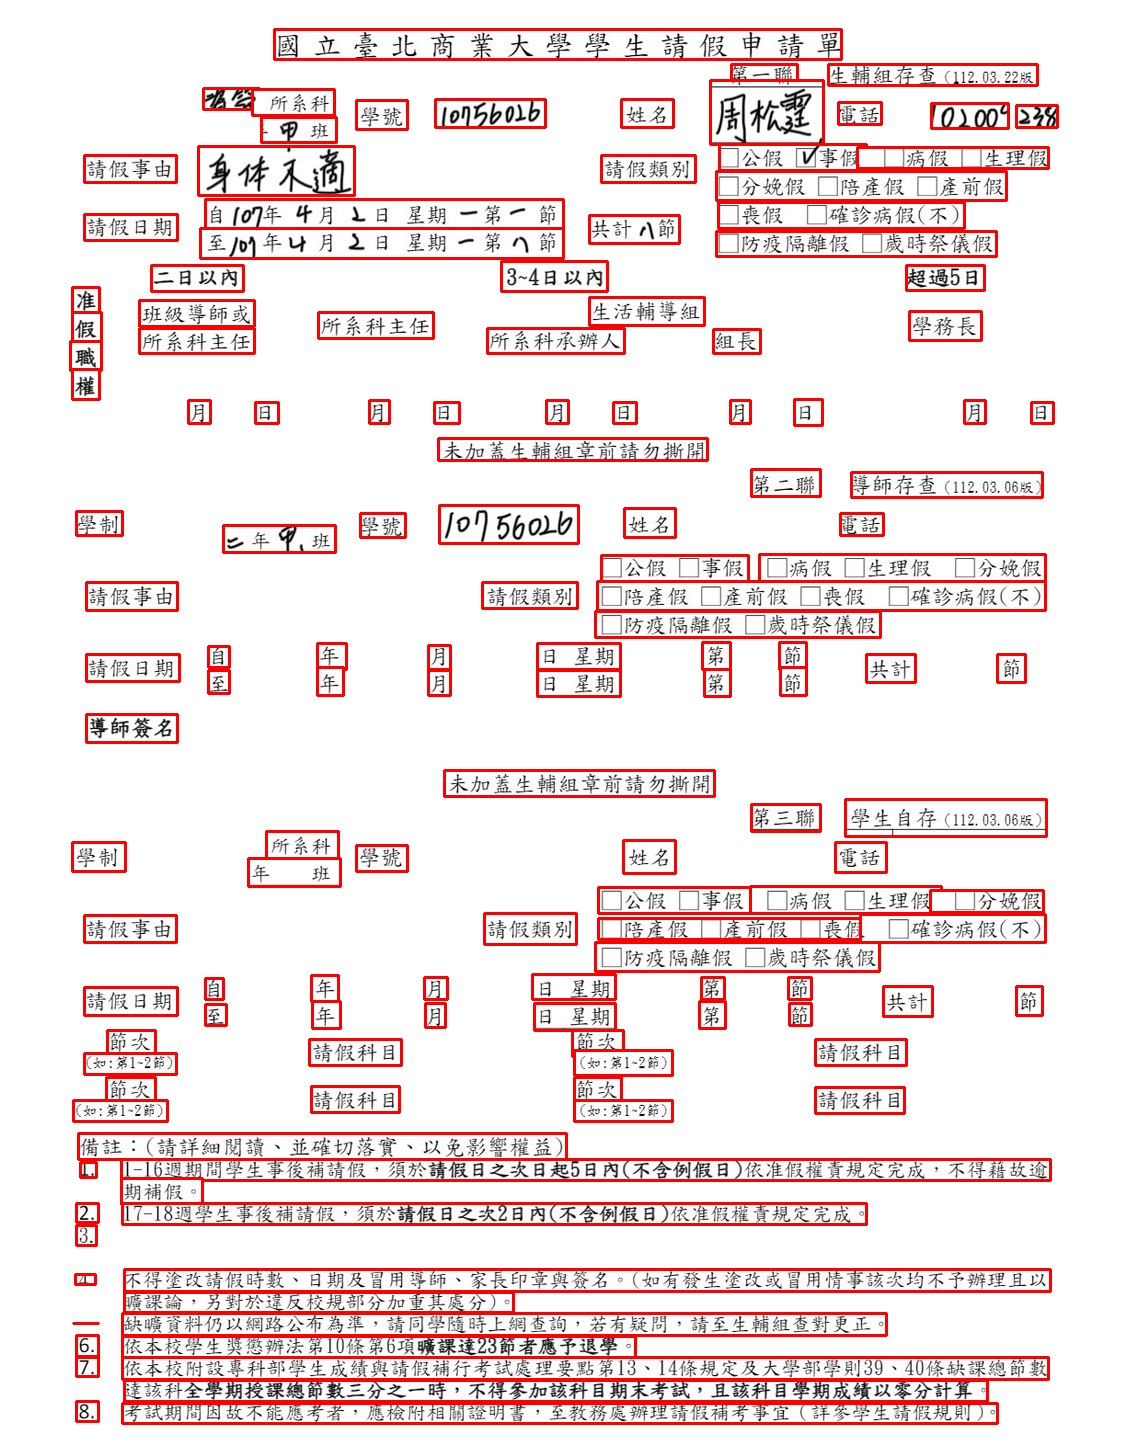 國立臺北商業大學學生請假申請單
第一聯 生輔組存查(112.03.22版
所系科 學號 10756026 姓名 周松霆 電話
甲班
請假事由 身体不適 請假類別 □公假 ☑事假 □病假 □生理假
□分娩假 □陪產假 □產前假
請假日期 自107年4月2日 星期一第一節 共計八節 □喪假 □確診病假(不)
至107年4月2日 星期一第八節 □防疫隔離假 □歲時祭儀假
二日以內 3~4日以內 超過5日
准假職權
班級導師或 所系科主任 生活輔導組 學務長
所系科主任 所系科承辦人 組長
月 日 月 日 月 日 月 日 月 日
未加蓋生輔組章前請勿撕開
第二聯 導師存查(112.03.06版)
學制 二年甲班 學號 10756026 姓名 電話
請假事由 請假類別 □公假 □事假 □病假 □生理假 □分娩假
□陪產假 □產前假 □喪假 □確診病假(不)
□防疫隔離假 □歲時祭儀假
請假日期 自 年 月 日 星期 第 節 共計 節
至 年 月 日 星期 第 節
導師簽名
未加蓋生輔組章前請勿撕開
第三聯 學生自存(112.03.06版)
學制 所系科 學號 姓名 電話
年 班
請假事由 請假類別 □公假 □事假 □病假 □生理假 □分娩假
□陪產假 □產前假 □喪假 □確診病假(不)
□防疫隔離假 □歲時祭儀假
請假日期 自 年 月 日 星期 第 節 共計 節
至 年 月 日 星期 第 節
節次 請假科目 節次 請假科目
(如:第1~2節) (如:第1~2節)
節次 請假科目 節次 請假科目
(如:第1~2節) (如:第1~2節)
備註：(請詳細閱讀、並確切落實、以免影響權益)
1. 1-16週期間學生事後補請假，須於請假日之次日起5日內(不含例假日)依准假權責規定完成，不得藉故逾
期補假。
2. 17-18週學生事後補請假，須於請假日之次2日內(不含例假日)依准假權責規定完成。
3.
4. 不得塗改請假時數、日期及冒用導師、家長印章與簽名。(如有發生塗改或冒用情事該次均不予辦理且以
曠課論，另對於違反校規部分加重其處分)。
缺曠資料仍以網路公布為準，請同學隨時上網查詢，若有疑問，請至生輔組查對更正。
6. 依本校學生獎懲辦法第10條第6項曠課達23節者應予退學。
7. 依本校附設專科部學生成績與請假補行考試處理要點第13、14條規定及大學部學則39、40條缺課總節數
達該科全學期授課總節數三分之一時，不得參加該科目期末考試，且該科目學期成績以零分計算。
8. 考試期間因故不能應考者，應檢附相關證明書，至教務處辦理請假補考事宜(詳參學生請假規則)。